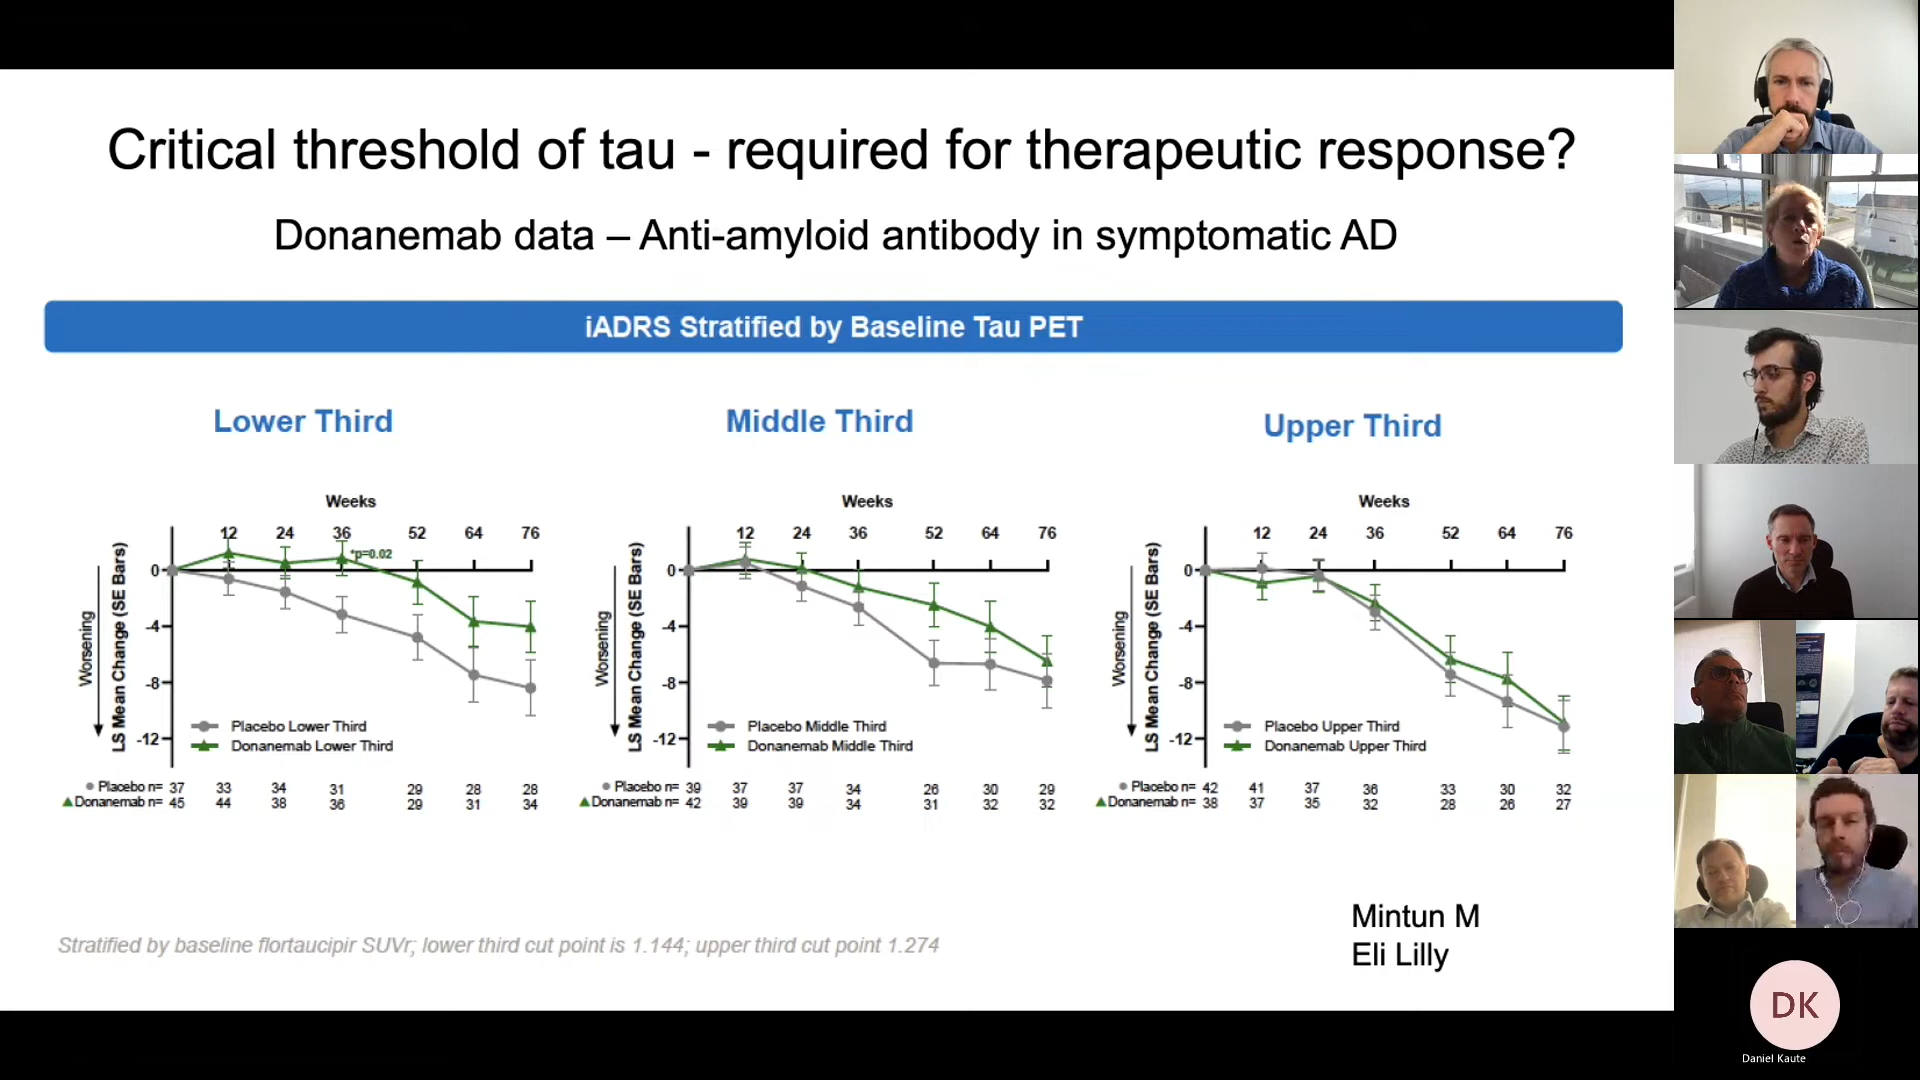 Critical threshold of tau - required for therapeutic response?
Donanemab data – Anti-amyloid antibody in symptomatic AD
iADRS Stratified by Baseline Tau PET
Lower Third
Weeks
12 24 36 52 64 76
*p=0.02
0
-4
-8
-12
Worsening
LS Mean Change (SE Bars)
Placebo Lower Third
Donanemab Lower Third
Placebo n= 37 33 34 31 29 28 28
Donanemab n= 45 44 38 36 29 31 34
Middle Third
Weeks
12 24 36 52 64 76
0
-4
-8
-12
Worsening
LS Mean Change (SE Bars)
Placebo Middle Third
Donanemab Middle Third
Placebo n= 39 37 37 34 26 30 29
Donanemab n= 42 39 39 34 31 32 32
Upper Third
Weeks
12 24 36 52 64 76
0
-4
-8
-12
Worsening
LS Mean Change (SE Bars)
Placebo Upper Third
Donanemab Upper Third
Placebo n= 42 41 37 36 33 30 32
Donanemab n= 38 37 35 32 28 26 27
Mintun M
Eli Lilly
Stratified by baseline flortaucipir SUVr; lower third cut point is 1.144; upper third cut point 1.274
DK
Daniel Kaute